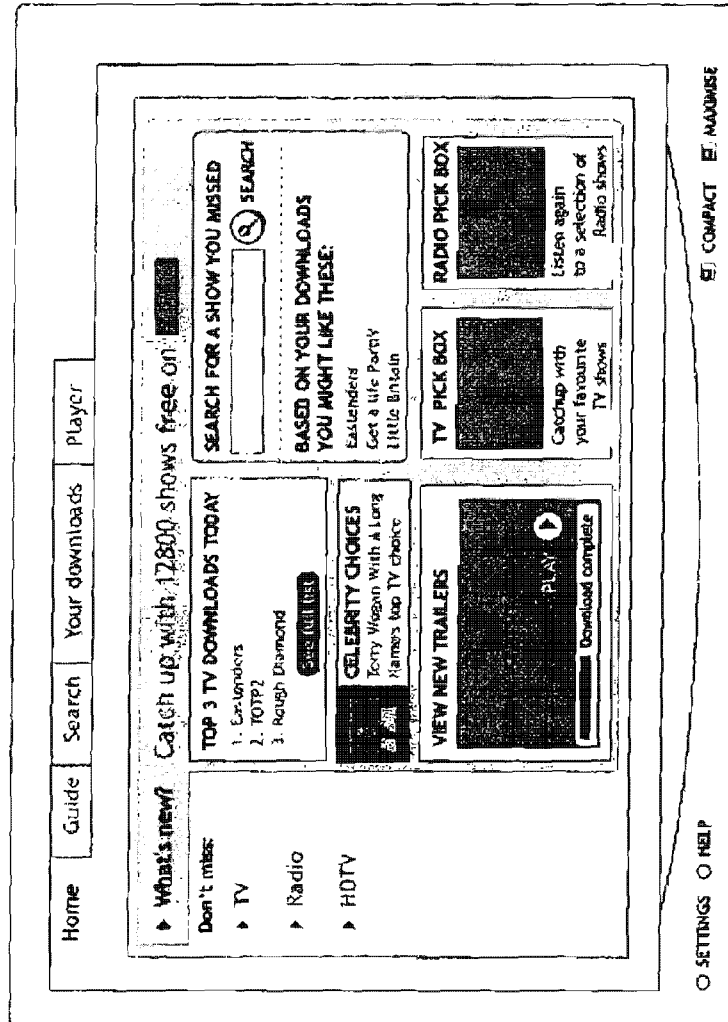 Home
Guide
Search
Your downloads
Player
What's new?
Catch up with 12800 shows free on
Don't miss:
TV
Radio
HDTV
TOP 3 TV DOWNLOADS TODAY
1. Eastenders
2. TOTP2
3. Rough Diamond
CELEBRITY CHOICES
Terry Wogan With A Long
Names top TV choice
SEARCH FOR A SHOW YOU MISSED
SEARCH
BASED ON YOUR DOWNLOADS
YOU MIGHT LIKE THESE:
Eastenders
Get a life Party
Little Britain
VIEW NEW TRAILERS
PLAY
Download complete
TV PICK BOX
Catchup with
your favourite
TV shows
RADIO PICK BOX
Listen again
to a selection of
Radio shows
SETTINGS
HELP
COMPACT
MAXIMISE